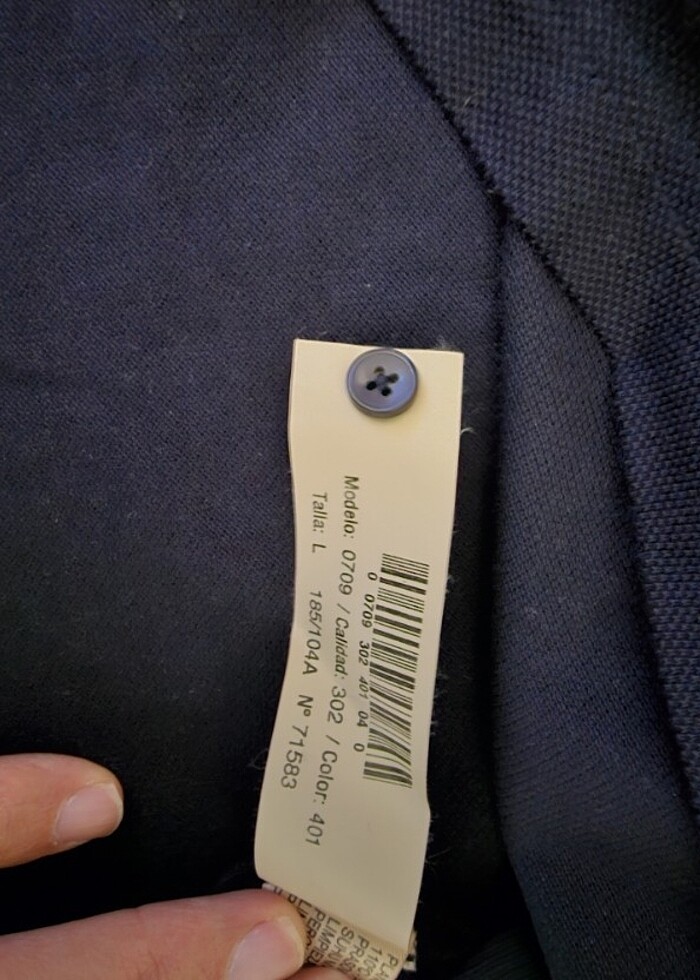 0 0709 302 401 04 0
Modelo: 0709 / Calidad: 302 / Color: 401
Talla: L 185/104A Nº 71583